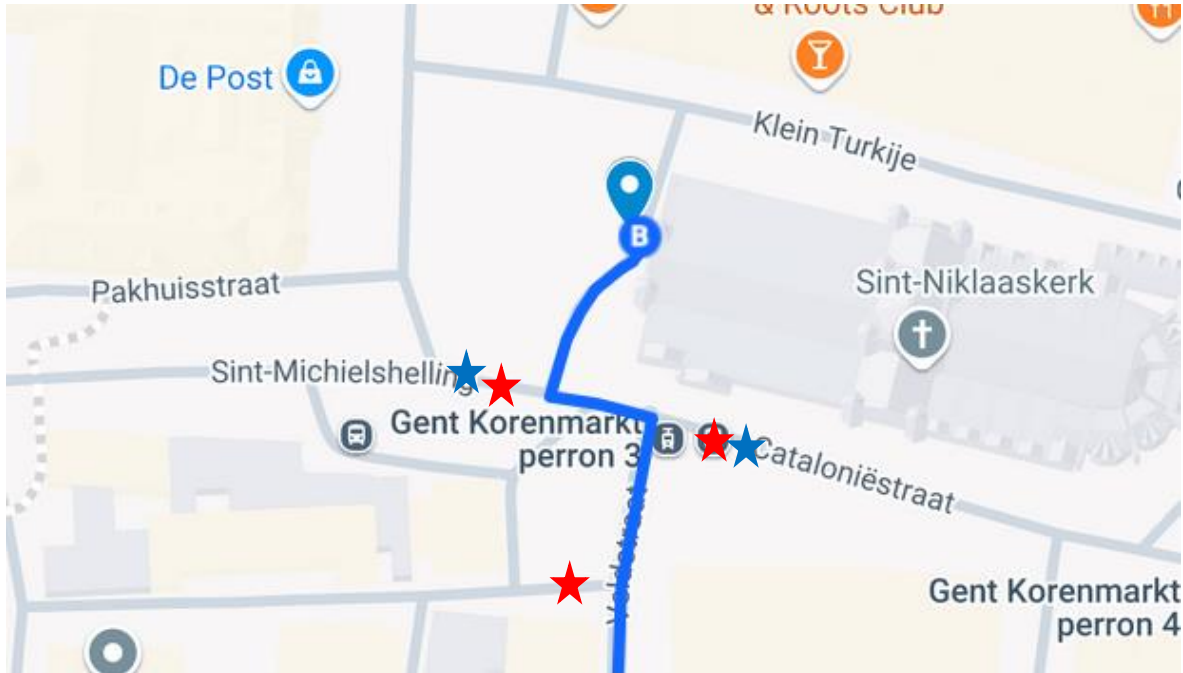 & Roots Club
De Post
Klein Turkije
Pakhuisstraat
Sint-Niklaaskerk
Sint-Michielshelling
Gent Korenmarkt
perron 3
Cataloniëstraat
Veldstraat
Gent Korenmarkt
perron 4
B